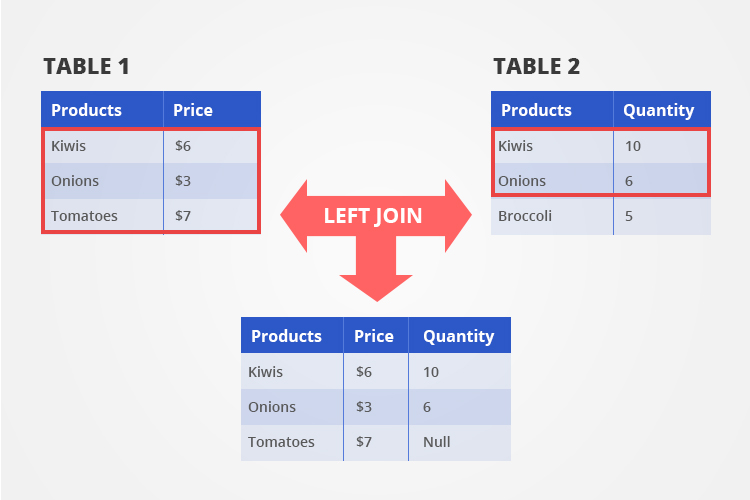 TABLE 1
Products Price
Kiwis $6
Onions $3
Tomatoes $7
TABLE 2
Products Quantity
Kiwis 10
Onions 6
Broccoli 5
LEFT JOIN
Products Price Quantity
Kiwis $6 10
Onions $3 6
Tomatoes $7 Null